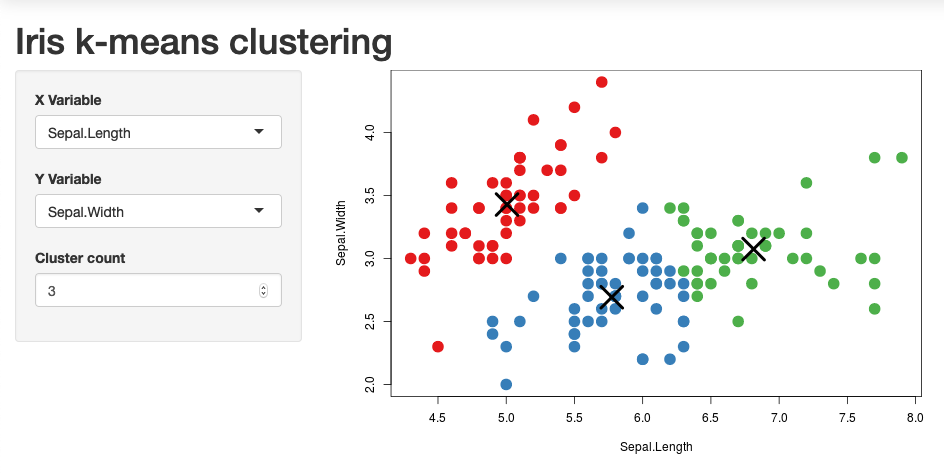 Iris k-means clustering
X Variable
Sepal.Length
Y Variable
Sepal.Width
Cluster count
3
Sepal.Width
4.0
3.5
3.0
2.5
2.0
4.5 5.0 5.5 6.0 6.5 7.0 7.5 8.0
Sepal.Length